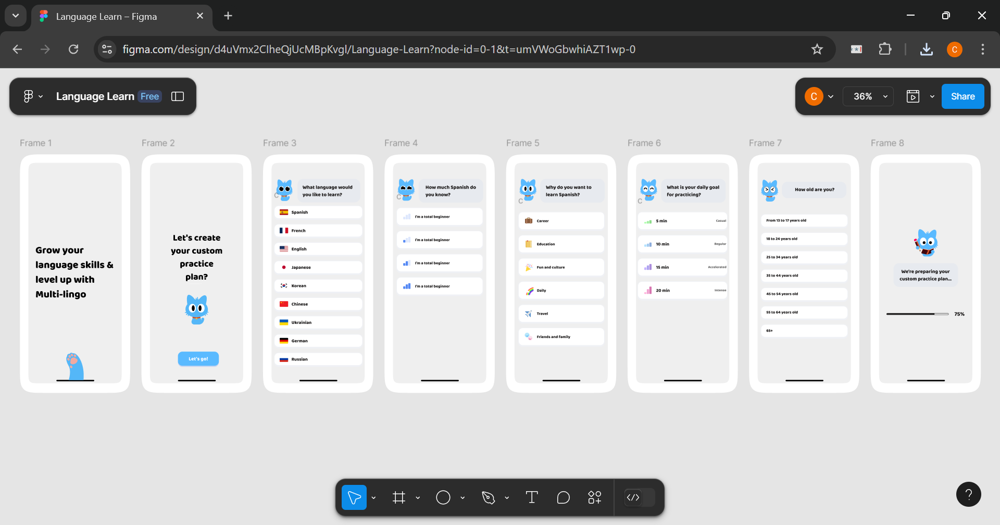 Language Learn – Figma
figma.com/design/d4uVmx2CIheQjUcMBpKvgl/Language-Learn?node-id=0-1&t=umVWoGbwhiAZT1wp-0
C
Language Learn Free
C
36%
Share
Frame 1
Frame 2
Frame 3
Frame 4
Frame 5
Frame 6
Frame 7
Frame 8
Grow your
language skills &
level up with
Multi-lingo
Let's create
your custom
practice
plan?
Let's go!
What language would
you like to learn?
C
Spanish
French
English
Japanese
Korean
Chinese
Ukrainian
German
Russian
How much Spanish do
you know?
C
I'm a total beginner
I'm a total beginner
I'm a total beginner
I'm a total beginner
Why do you want to
learn Spanish?
C
Career
Education
Fun and culture
Daily
Travel
Friends and family
What is your daily goal
for practicing?
C
5 min Casual
10 min Regular
15 min Accelerated
20 min Intense
How old are you?
From 13 to 17 years old
18 to 24 years old
25 to 34 years old
35 to 44 years old
45 to 54 years old
55 to 64 years old
65+
We're preparing your
custom practice plan...
75%
?